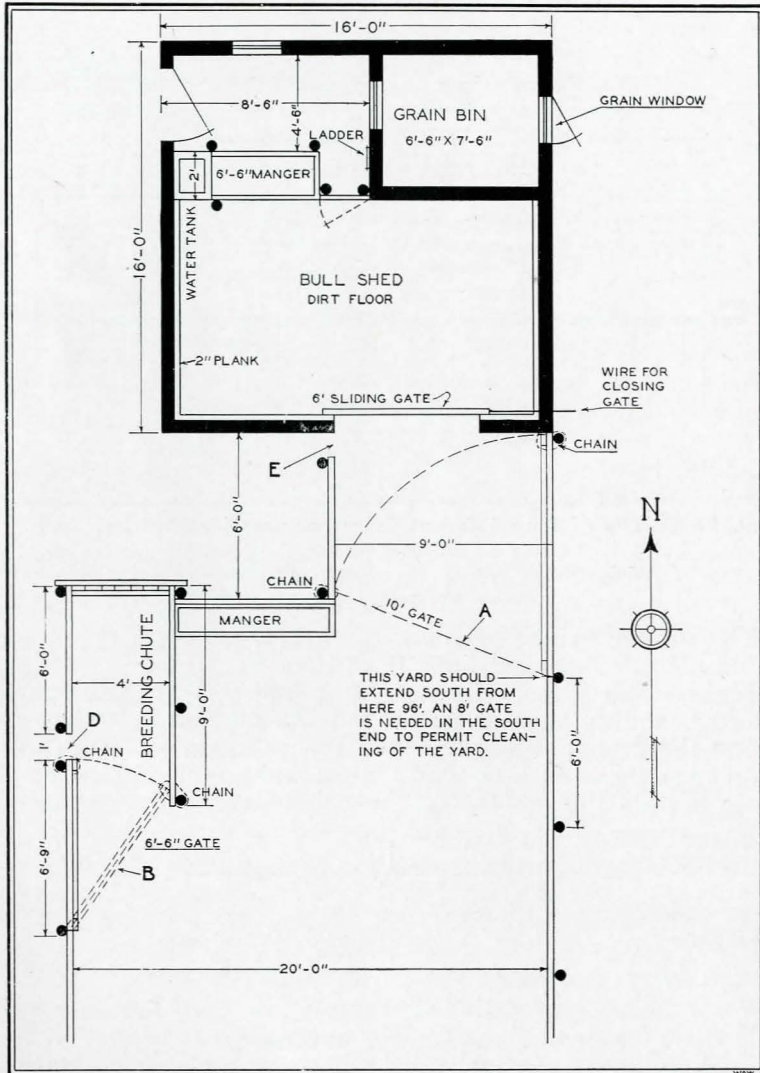 16'-0"
8'-6"
4'-6"
LADDER
GRAIN BIN
6'-6" X 7'-6"
GRAIN WINDOW
2'
6'-6" MANGER
16'-0"
WATER TANK
BULL SHED
DIRT FLOOR
2" PLANK
6' SLIDING GATE
WIRE FOR
CLOSING
GATE
CHAIN
E
6'-0"
9'-0"
N
CHAIN
10' GATE
A
MANGER
6'-0"
4'
BREEDING CHUTE
9'-0"
THIS YARD SHOULD
EXTEND SOUTH FROM
HERE 96'. AN 8' GATE
IS NEEDED IN THE SOUTH
END TO PERMIT CLEAN-
ING OF THE YARD.
6'-0"
D
1'
CHAIN
CHAIN
6'-9"
6'-6" GATE
B
20'-0"